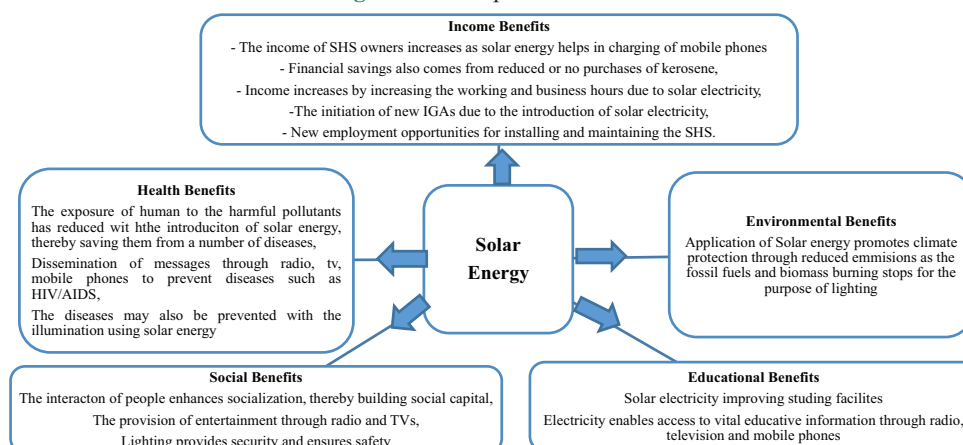 Income Benefits
- The income of SHS owners increases as solar energy helps in charging of mobile phones
- Financial savings also comes from reduced or no purchases of kerosene,
- Income increases by increasing the working and business hours due to solar electricity,
-The initiation of new IGAs due to the introduction of solar electricity,
- New employment opportunities for installing and maintaining the SHS.
Health Benefits
The exposure of human to the harmful pollutants
has reduced wit hthe introduciton of solar energy,
thereby saving them from a number of diseases,
Dissemination of messages through radio, tv,
mobile phones to prevent diseases such as
HIV/AIDS,
The diseases may also be prevented with the
illumination using solar energy
Solar
Energy
Environmental Benefits
Application of Solar energy promotes climate
protection through reduced emmisions as the
fossil fuels and biomass burning stops for the
purpose of lighting
Social Benefits
The interacton of people enhances socialization, thereby building social capital,
The provision of entertainment through radio and TVs,
Lighting provides security and ensures safety
Educational Benefits
Solar electricity improving studing facilites
Electricity enables access to vital educative information through radio,
television and mobile phones